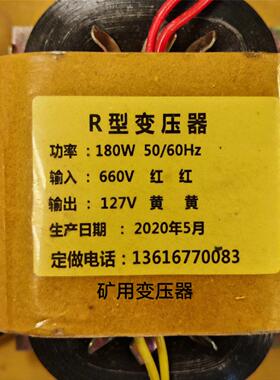 R型变压器
功率：180W 50/60Hz
输入：660V 红 红
输出：127V 黄 黄
生产日期：2020年5月
定做电话：13616770083
矿用变压器